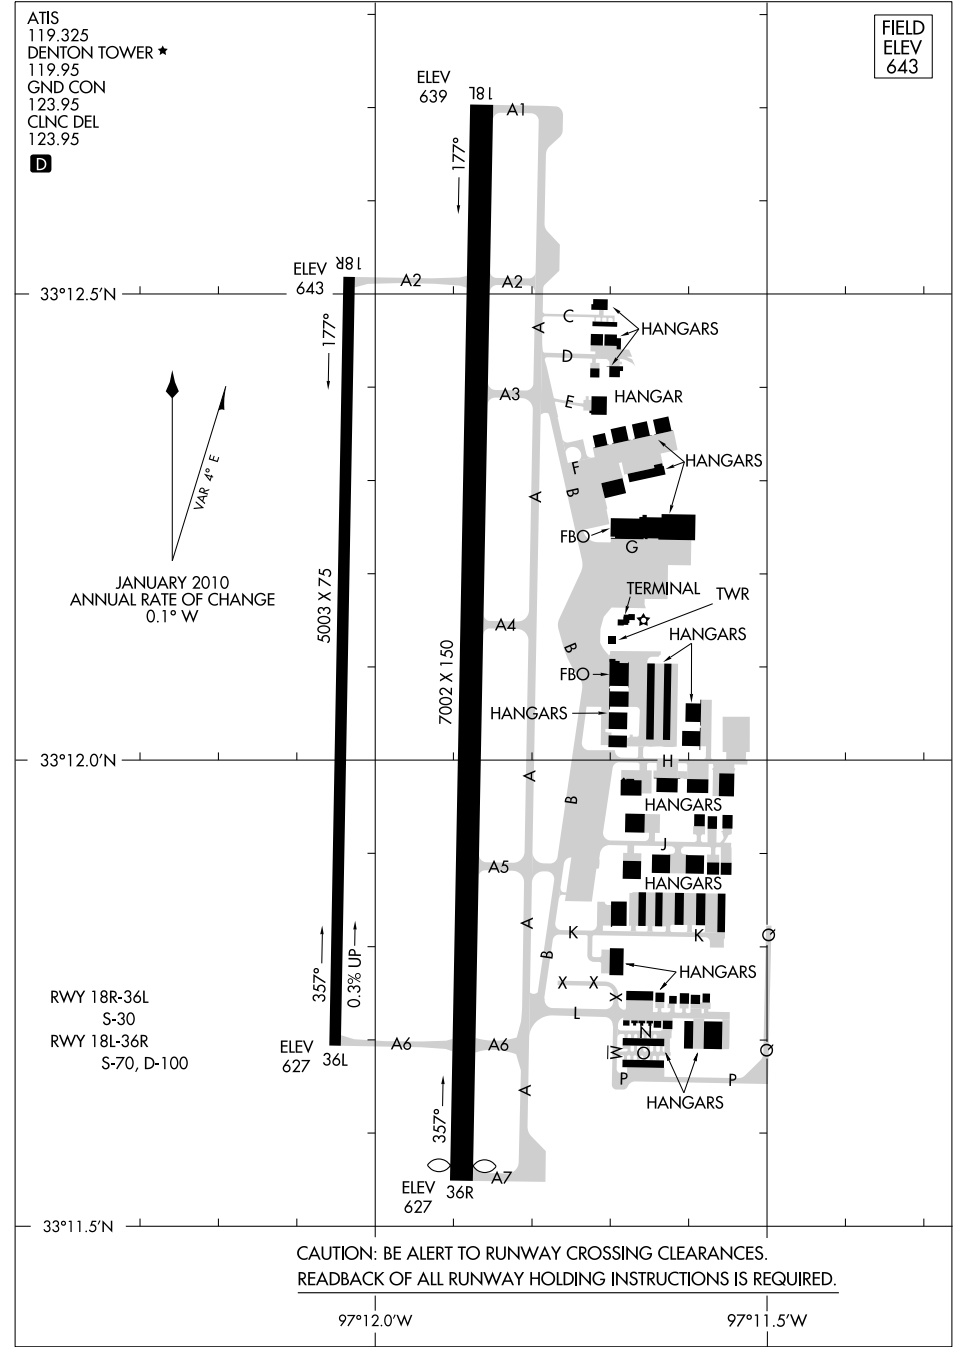 ATIS
119.325
DENTON TOWER ★
119.95
GND CON
123.95
CLNC DEL
123.95
D
FIELD
ELEV
643
ELEV
639
18L
A1
177°
ELEV
643
18R
A2
A2
33°12.5'N
177°
C
A
HANGARS
D
A3
E
HANGAR
VAR 4° E
F
HANGARS
B
A
FBO
G
JANUARY 2010
ANNUAL RATE OF CHANGE
0.1° W
5003 X 75
TERMINAL
TWR
A4
HANGARS
B
7002 X 150
FBO
HANGARS
33°12.0'N
H
A
B
HANGARS
J
A5
HANGARS
A
K
K
Q
B
357°
0.3% UP
HANGARS
X
X
X
RWY 18R-36L
S-30
RWY 18L-36R
S-70, D-100
L
N
ELEV
627
36L
A6
A6
M
O
Q
P
P
A
HANGARS
357°
ELEV
627
36R
A7
33°11.5'N
CAUTION: BE ALERT TO RUNWAY CROSSING CLEARANCES.
READBACK OF ALL RUNWAY HOLDING INSTRUCTIONS IS REQUIRED.
97°12.0'W
97°11.5'W